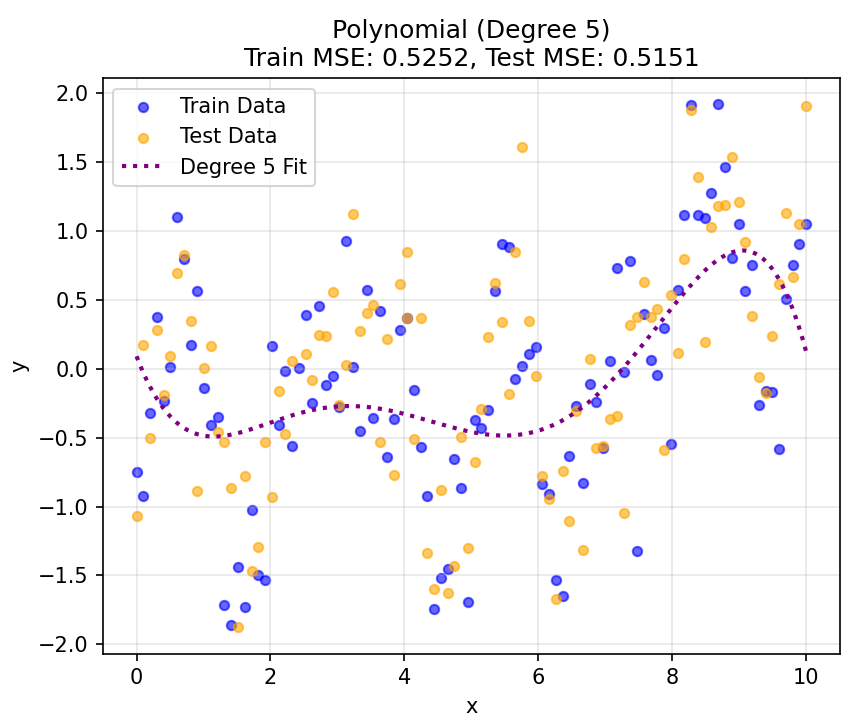 Polynomial (Degree 5)
Train MSE: 0.5252, Test MSE: 0.5151
Train Data
Test Data
Degree 5 Fit
2.0
1.5
1.0
0.5
0.0
−0.5
−1.0
−1.5
−2.0
y
0 2 4 6 8 10
x